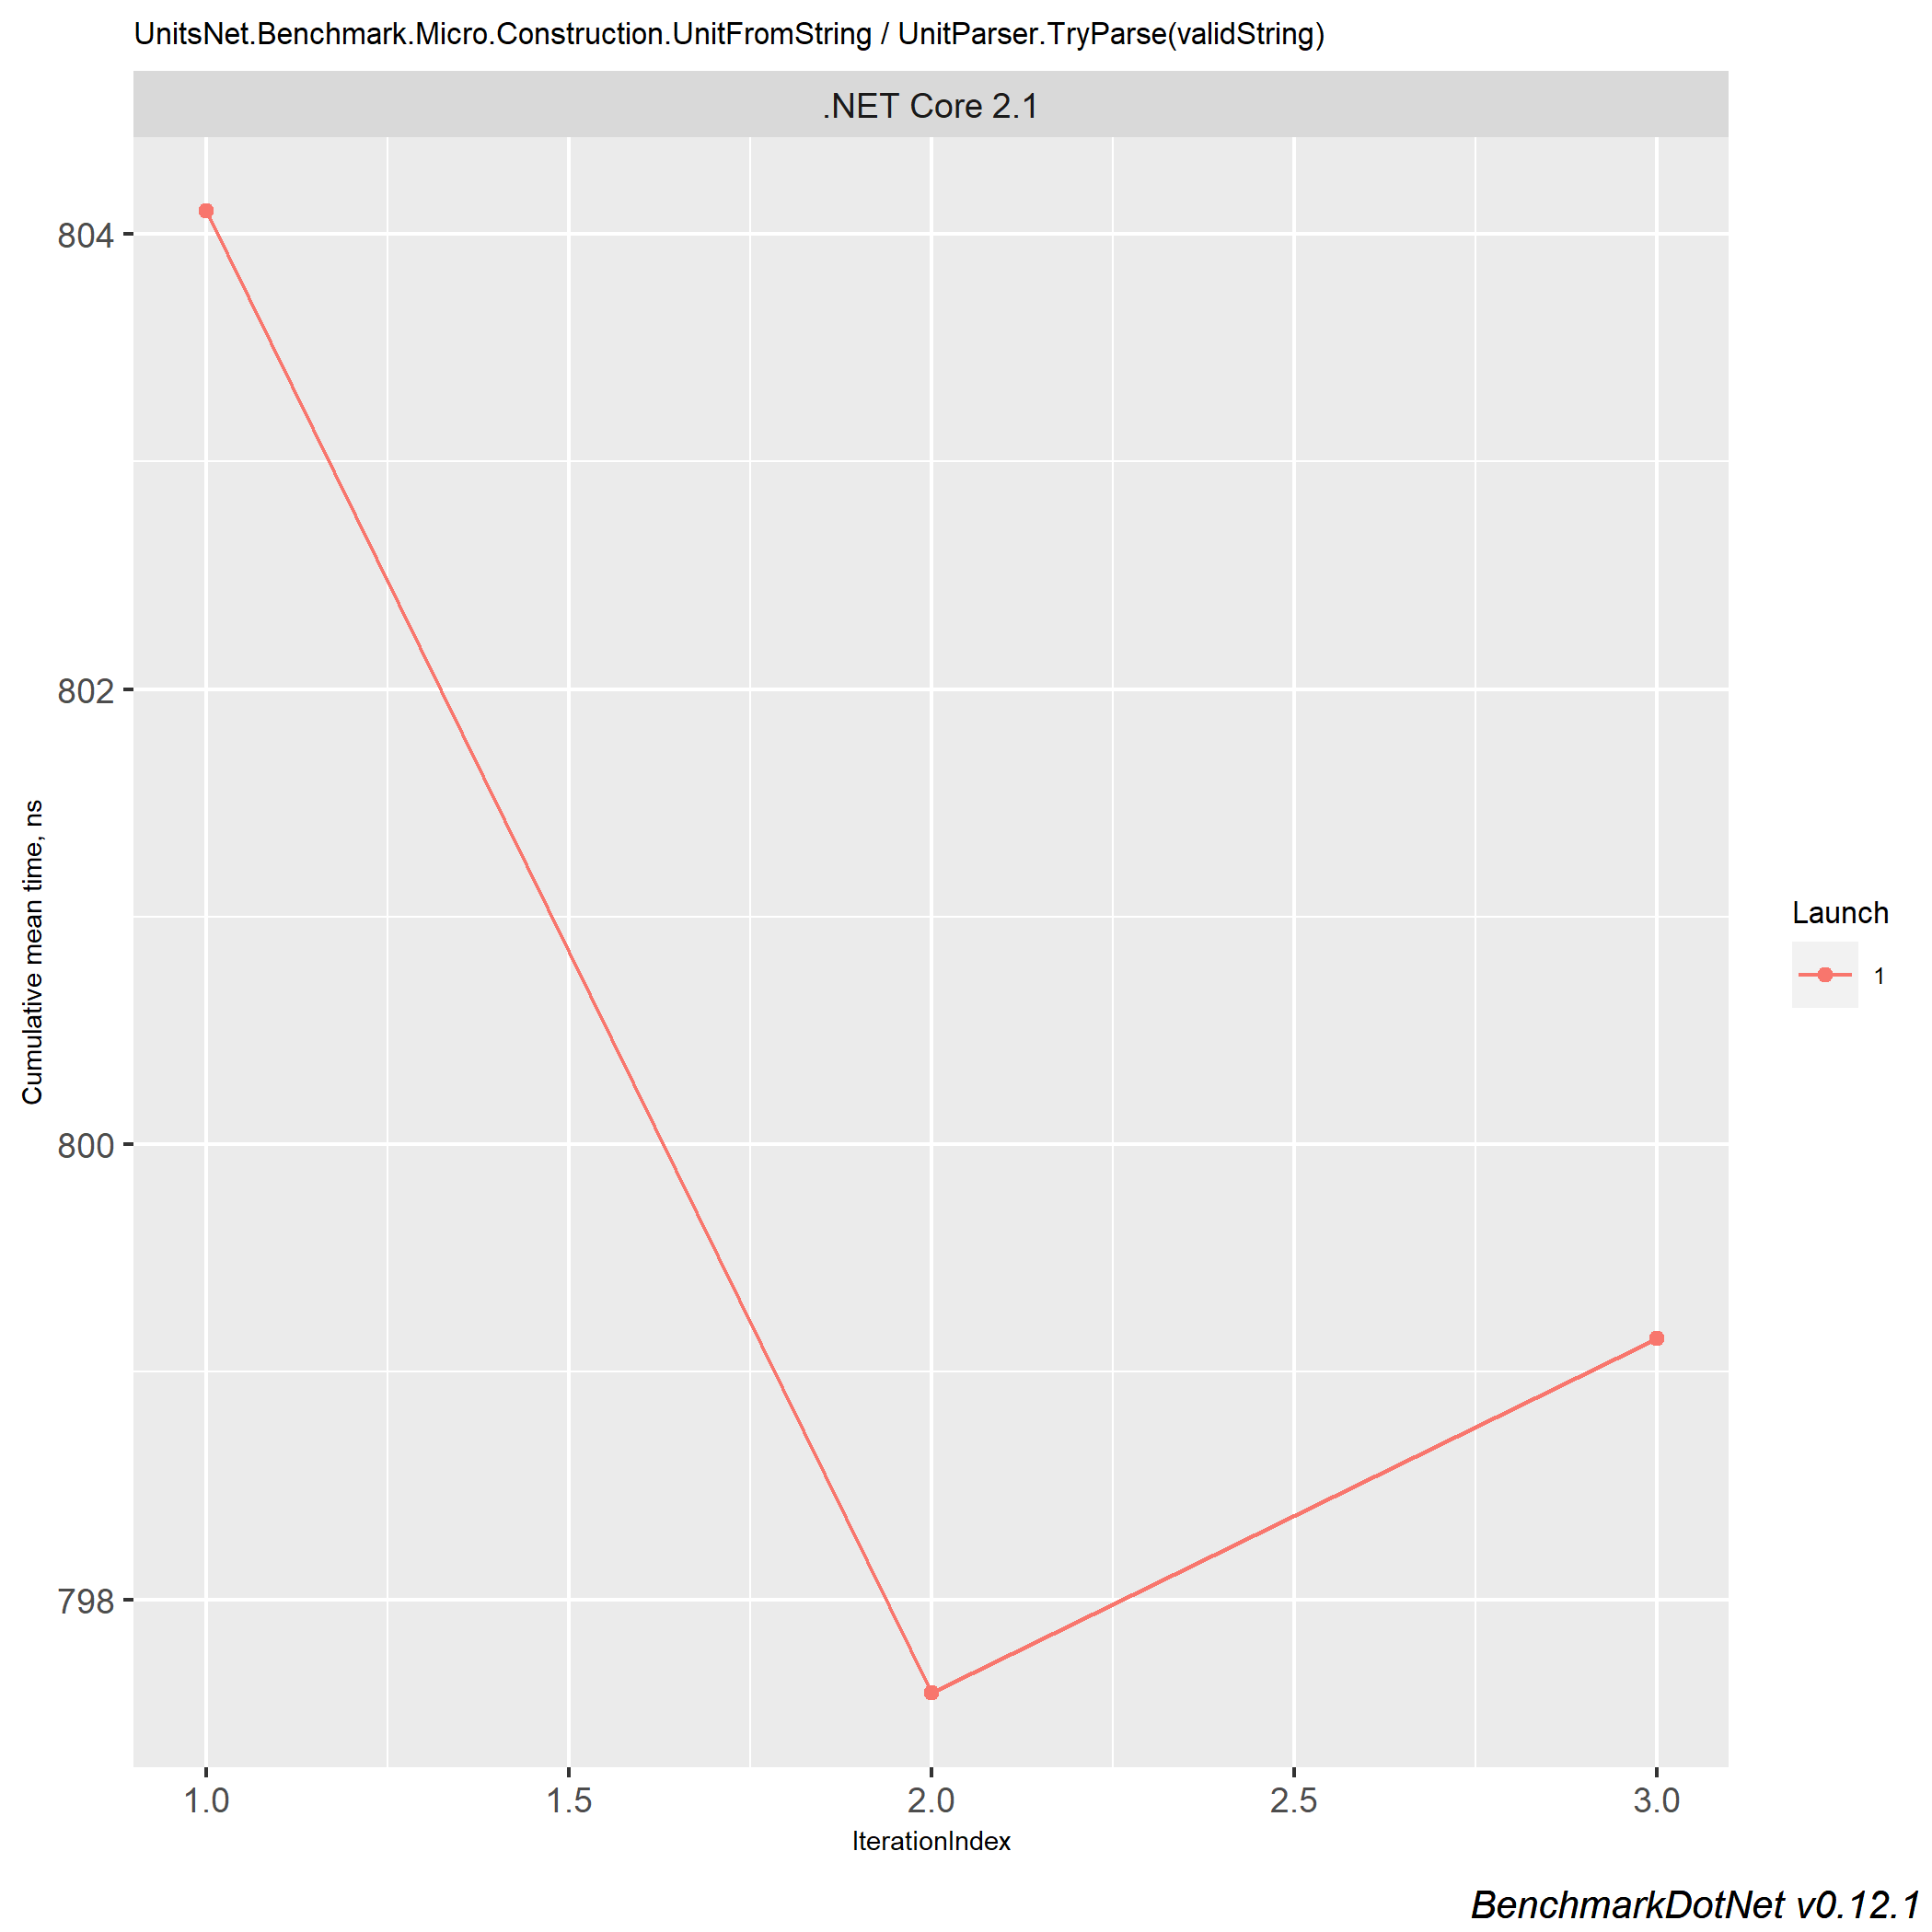 UnitsNet.Benchmark.Micro.Construction.UnitFromString / UnitParser.TryParse(validString)
.NET Core 2.1
804
802
800
798
Cumulative mean time, ns
1.0 1.5 2.0 2.5 3.0
IterationIndex
Launch
1
BenchmarkDotNet v0.12.1